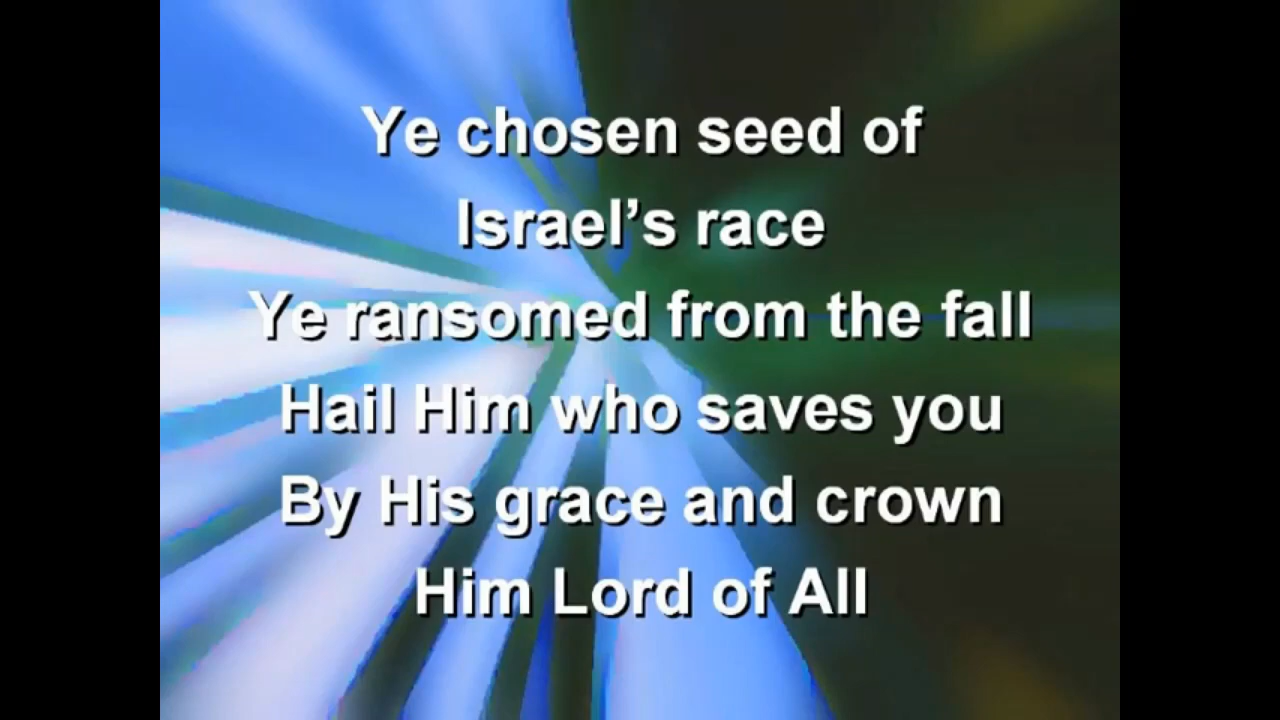 Ye chosen seed of
Israel’s race
Ye ransomed from the fall
Hail Him who saves you
By His grace and crown
Him Lord of All